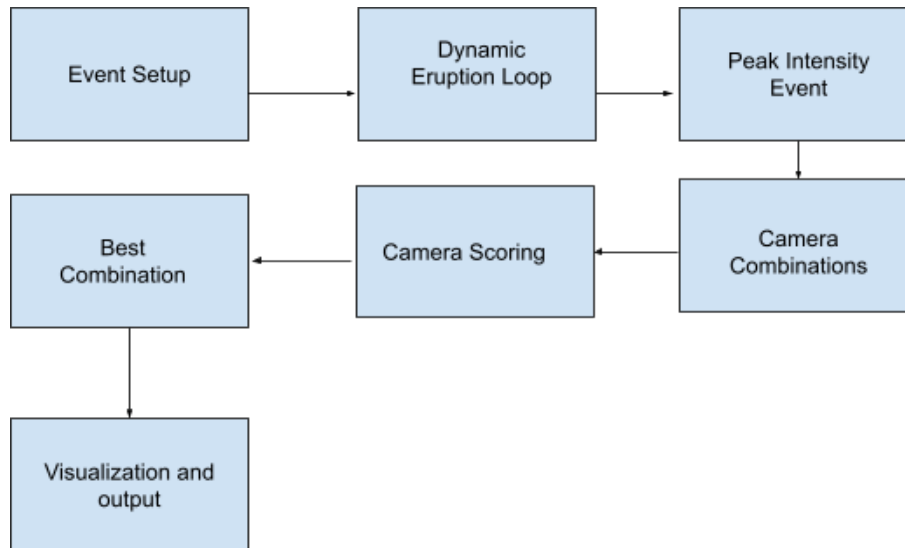 Event Setup
Dynamic
Eruption Loop
Peak Intensity
Event
Camera
Combinations
Camera Scoring
Best
Combination
Visualization and
output